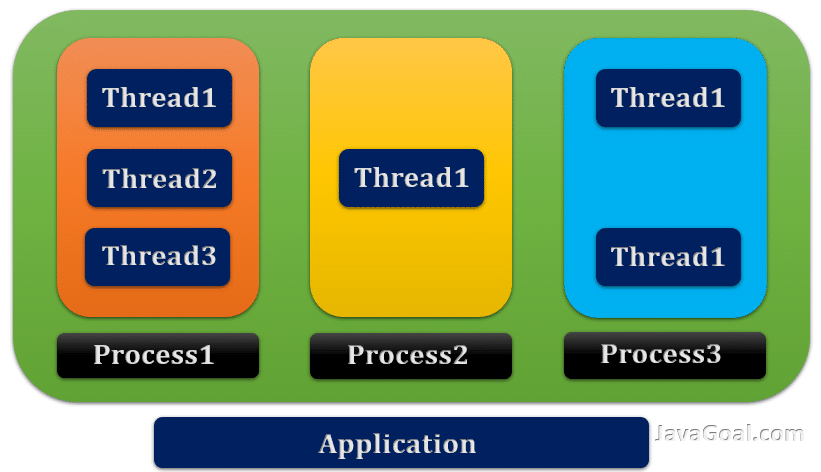 Thread1
Thread2
Thread3
Process1
Thread1
Process2
Thread1
Thread1
Process3
Application
JavaGoal.com